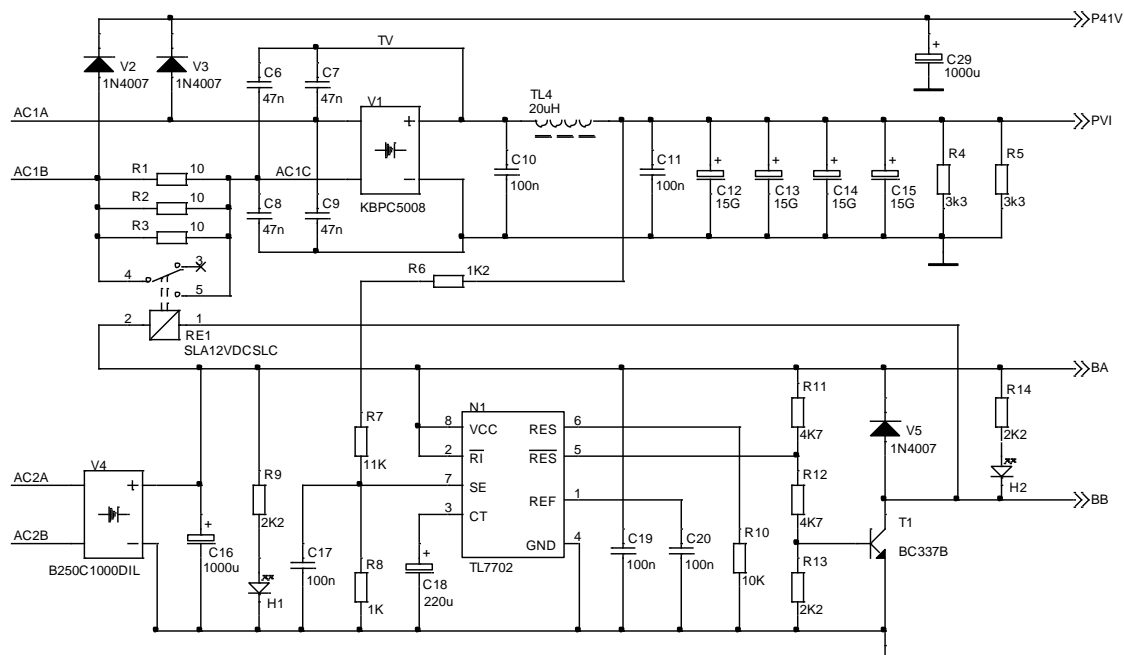 P41V
TV
V2
1N4007
V3
1N4007
C6
47n
C7
47n
C29
1000u
+
V1
TL4
20uH
AC1A
PVI
AC1B
R1 10
R2 10
R3 10
AC1C
+
−
KBPC5008
C8
47n
C9
47n
C10
100n
C11
100n
+
C12
15G
+
C13
15G
+
C14
15G
+
C15
15G
R4
3k3
R5
3k3
4
3
5
R6 1K2
2
1
RE1
SLA12VDCSLC
BA
R7
11K
N1
TL7702
8 VCC
2 RI
7 SE
3 CT
RES 6
RES 5
REF 1
GND 4
R11
4K7
R12
4K7
R13
2K2
V5
1N4007
R14
2K2
H2
BB
AC2A
AC2B
V4
+
−
B250C1000DIL
+
C16
1000u
R9
2K2
H1
C17
100n
R8
1K
+
C18
220u
C19
100n
C20
100n
R10
10K
T1
BC337B